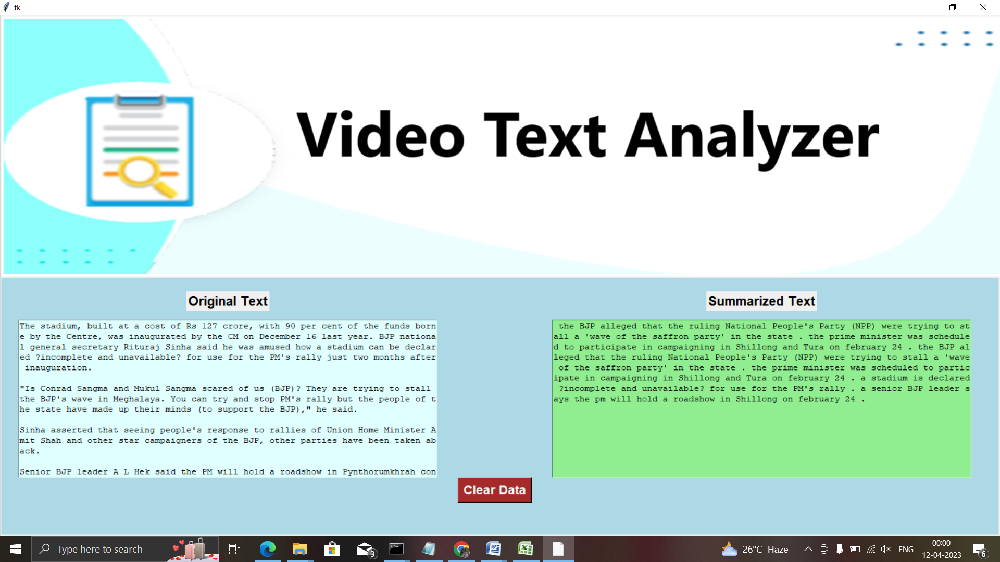 tk
Video Text Analyzer
Original Text
Summarized Text
The stadium, built at a cost of Rs 127 crore, with 90 per cent of the funds born
e by the Centre, was inaugurated by the CM on December 16 last year. BJP nationa
l general secretary Rituraj Sinha said he was amused how a stadium can be declar
ed ?incomplete and unavailable? for use for the PM's rally just two months after
inauguration.
"Is Conrad Sangma and Mukul Sangma scared of us (BJP)? They are trying to stall
the BJP's wave in Meghalaya. You can try and stop PM's rally but the people of t
he state have made up their minds (to support the BJP)," he said.
Sinha asserted that seeing people's response to rallies of Union Home Minister A
mit Shah and other star campaigners of the BJP, other parties have been taken ab
ack.
Senior BJP leader A L Hek said the PM will hold a roadshow in Pynthorumkhrah con
the BJP alleged that the ruling National People's Party (NPP) were trying to st
all a 'wave of the saffron party' in the state . the prime minister was schedule
d to participate in campaigning in Shillong and Tura on february 24 . the BJP al
leged that the ruling National People's Party (NPP) were trying to stall a 'wave
of the saffron party' in the state . the prime minister was scheduled to partic
ipate in campaigning in Shillong and Tura on february 24 . a stadium is declared
?incomplete and unavailable? for use for the PM's rally . a senior BJP leader s
ays the pm will hold a roadshow in Shillong on february 24 .
Clear Data
Type here to search
3
26°C Haze
ENG
00:00
12-04-2023
6